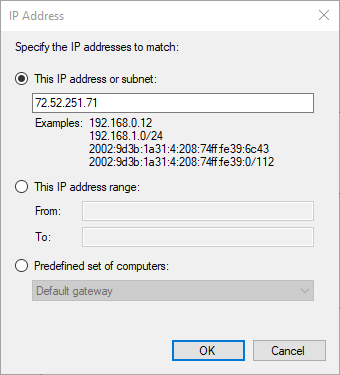 IP Address
Specify the IP addresses to match:
This IP address or subnet:
72.52.251.71
Examples: 192.168.0.12
192.168.1.0/24
2002:9d3b:1a31:4:208:74ff:fe39:6c43
2002:9d3b:1a31:4:208:74ff:fe39:0/112
This IP address range:
From:
To:
Predefined set of computers:
Default gateway
OK Cancel